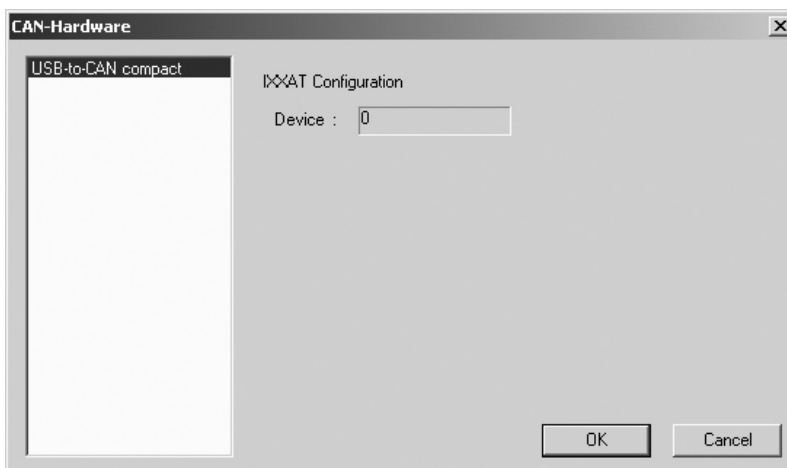 CAN-Hardware
USB-to-CAN compact
IXXAT Configuration
Device : 0
OK Cancel